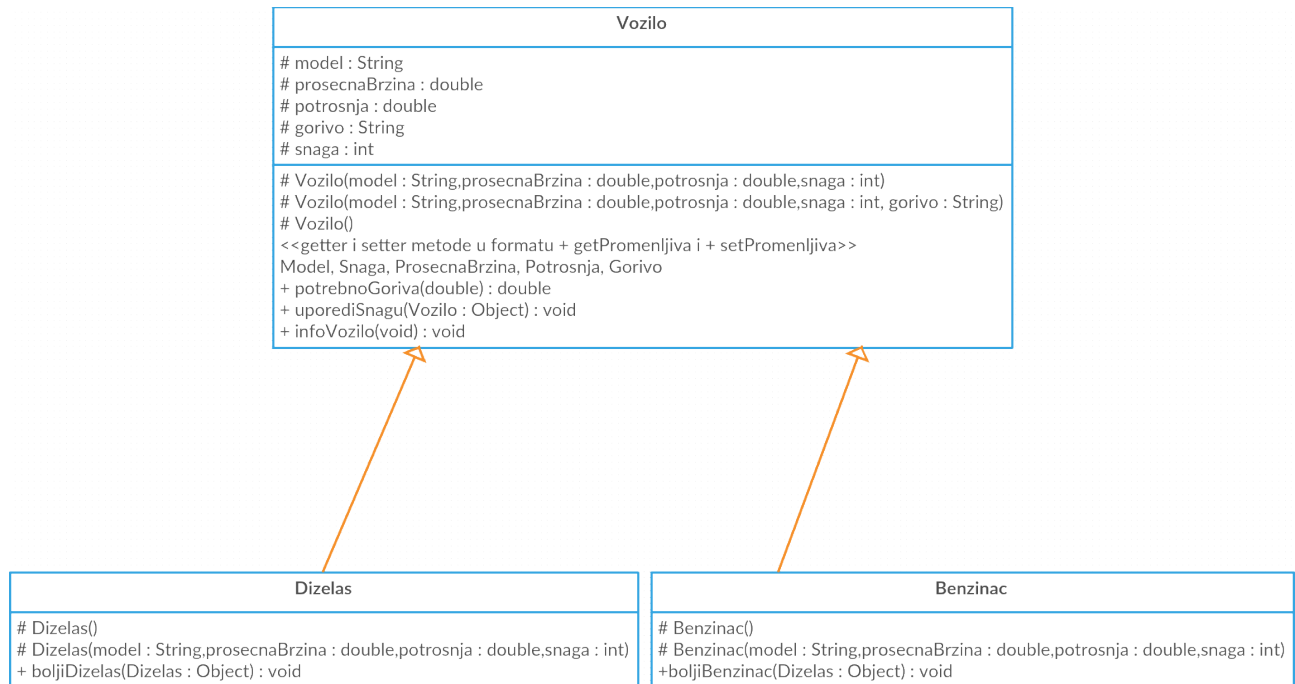 Vozilo
# model : String
# prosecnaBrzina : double
# potrosnja : double
# gorivo : String
# snaga : int
# Vozilo(model : String,prosecnaBrzina : double,potrosnja : double,snaga : int)
# Vozilo(model : String,prosecnaBrzina : double,potrosnja : double,snaga : int, gorivo : String)
# Vozilo()
<<getter i setter metode u formatu + getPromenljiva i + setPromenljiva>>
Model, Snaga, ProsecnaBrzina, Potrosnja, Gorivo
+ potrebnoGoriva(double) : double
+ uporediSnagu(Vozilo : Object) : void
+ infoVozilo(void) : void
Dizelas
# Dizelas()
# Dizelas(model : String,prosecnaBrzina : double,potrosnja : double,snaga : int)
+ boljiDizelas(Dizelas : Object) : void
Benzinac
# Benzinac()
# Benzinac(model : String,prosecnaBrzina : double,potrosnja : double,snaga : int)
+boljiBenzinac(Dizelas : Object) : void